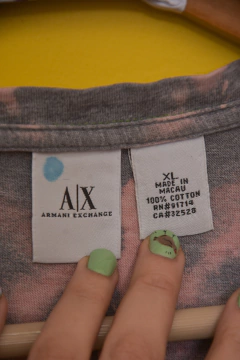 A|X
ARMANI EXCHANGE
XL
MADE IN
MACAU
100% COTTON
RN#91714
CA#32528